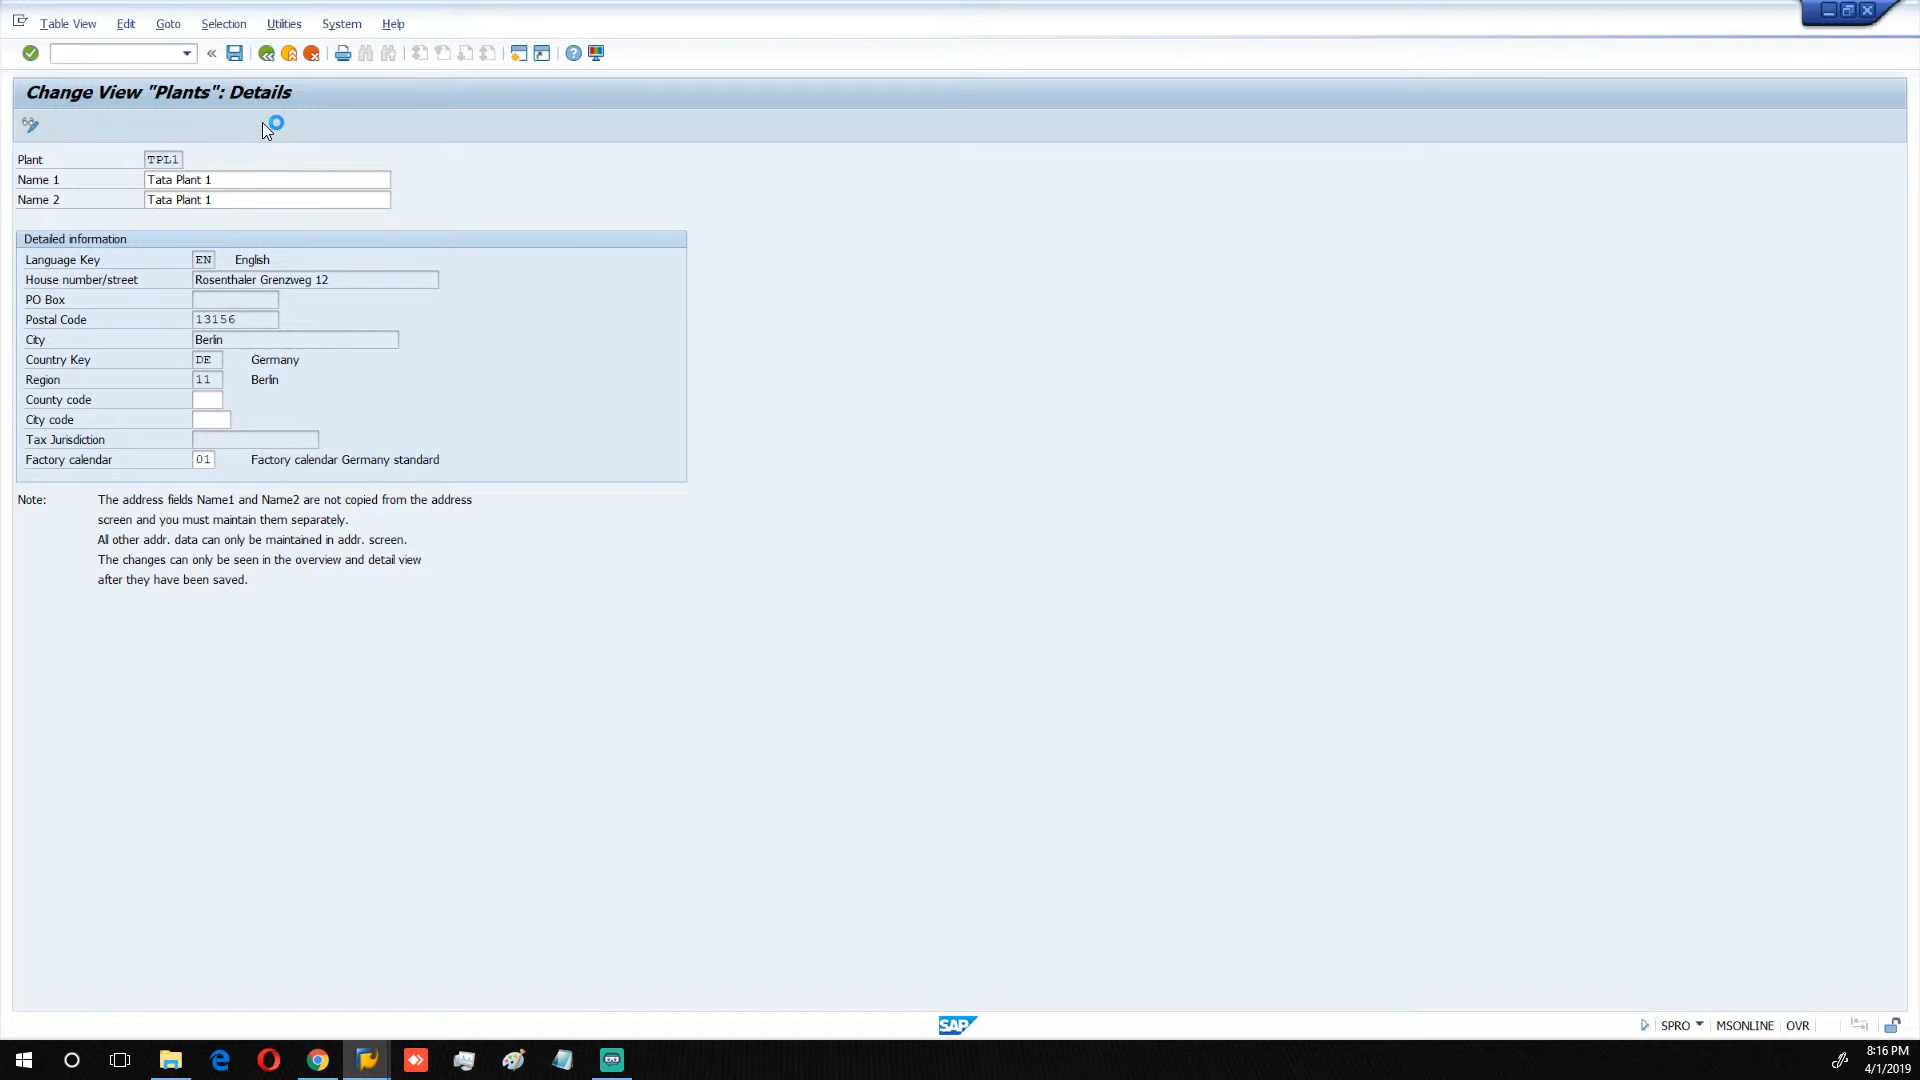 Table View Edit Goto Selection Utilities System Help
Change View "Plants": Details
Plant TPL1
Name 1 Tata Plant 1
Name 2 Tata Plant 1
Detailed information
Language Key EN English
House number/street Rosenthaler Grenzweg 12
PO Box
Postal Code 13156
City Berlin
Country Key DE Germany
Region 11 Berlin
County code
City code
Tax Jurisdiction
Factory calendar 01 Factory calendar Germany standard
Note: The address fields Name1 and Name2 are not copied from the address
screen and you must maintain them separately.
All other addr. data can only be maintained in addr. screen.
The changes can only be seen in the overview and detail view
after they have been saved.
SAP
SPRO MSONLINE OVR
8:16 PM
4/1/2019